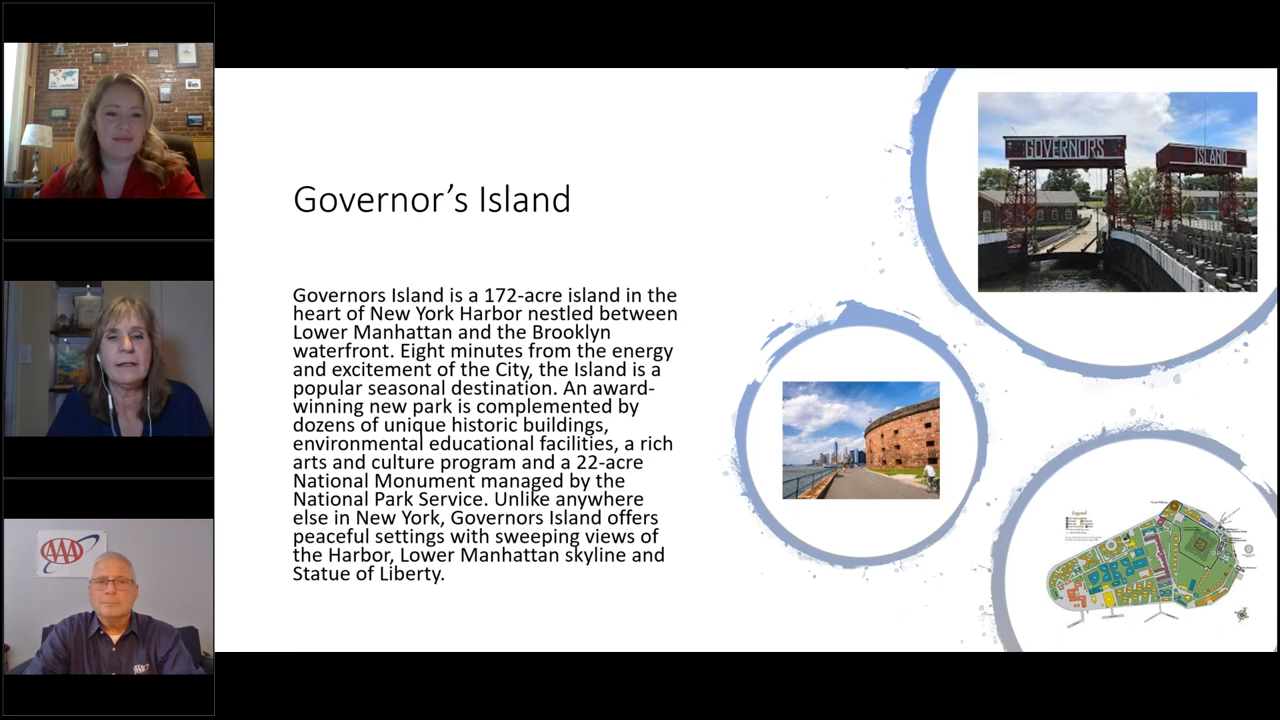 Governor’s Island
Governors Island is a 172-acre island in the
heart of New York Harbor nestled between
Lower Manhattan and the Brooklyn
waterfront. Eight minutes from the energy
and excitement of the City, the Island is a
popular seasonal destination. An award-
winning new park is complemented by
dozens of unique historic buildings,
environmental educational facilities, a rich
arts and culture program and a 22-acre
National Monument managed by the
National Park Service. Unlike anywhere
else in New York, Governors Island offers
peaceful settings with sweeping views of
the Harbor, Lower Manhattan skyline and
Statue of Liberty.
GOVERNORS
ISLAND
Legend
AAA
AAA